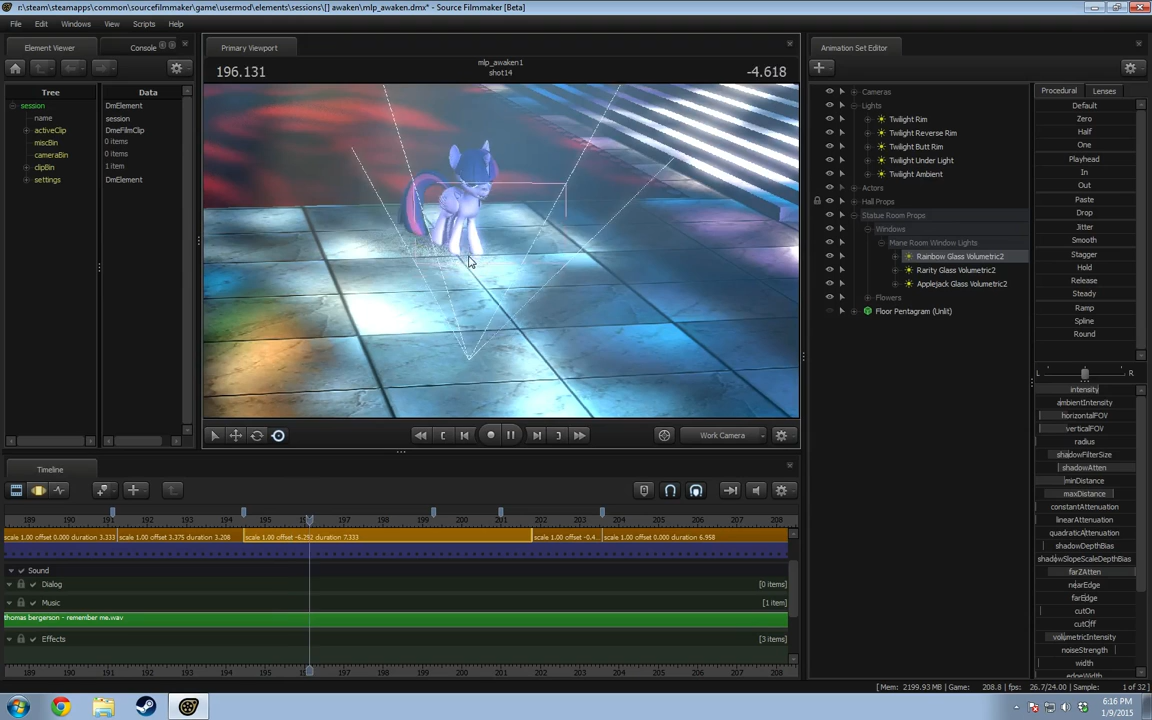 r:\steam\steamapps\common\sourcefilmmaker\game\usermod\elements\sessions\[] awaken\mlp_awaken.dmx* - Source Filmmaker [Beta]
File Edit Windows View Scripts Help
Element Viewer Console
Primary Viewport
Animation Set Editor
196.131
mlp_awaken1
shot14
-4.618
Tree Data
session DmElement
name session
activeClip DmeFilmClip
miscBin 0 items
cameraBin 0 items
clipBin 1 item
settings DmElement
Cameras
Lights
Twilight Rim
Twilight Reverse Rim
Twilight Butt Rim
Twilight Under Light
Twilight Ambient
Actors
Hall Props
Statue Room Props
Windows
Mane Room Window Lights
Rainbow Glass Volumetric2
Rarity Glass Volumetric2
Applejack Glass Volumetric2
Flowers
Floor Pentagram (Unlit)
Procedural Lenses
Default
Zero
Half
One
Playhead
In
Out
Paste
Drop
Jitter
Smooth
Stagger
Hold
Release
Steady
Ramp
Spline
Round
L R
intensity
ambientIntensity
horizontalFOV
verticalFOV
radius
shadowFilterSize
shadowAtten
minDistance
maxDistance
constantAttenuation
linearAttenuation
quadraticAttenuation
shadowDepthBias
shadowSlopeScaleDepthBias
farZAtten
nearEdge
farEdge
cutOn
cutOff
volumetricIntensity
noiseStrength
width
edgeWidth
Work Camera
Timeline
189 190 191 192 193 194 195 196 197 198 199 200 201 202 203 204 205 206 207 208
scale 1.00 offset 0.000 duration 3.333 scale 1.00 offset 3.375 duration 3.208 scale 1.00 offset -6.292 duration 7.333 scale 1.00 offset -0.4... scale 1.00 offset 0.000 duration 6.958
Sound
Dialog [0 items]
Music [1 item]
thomas bergerson - remember me.wav
Effects [3 items]
189 190 191 192 193 194 195 196 197 198 199 200 201 202 203 204 205 206 207 208
[Mem: 2199.93 MB | Game: 208.8 | fps: 26.7/24.00 | Sample: 1 of 32]
6:16 PM
1/9/2015